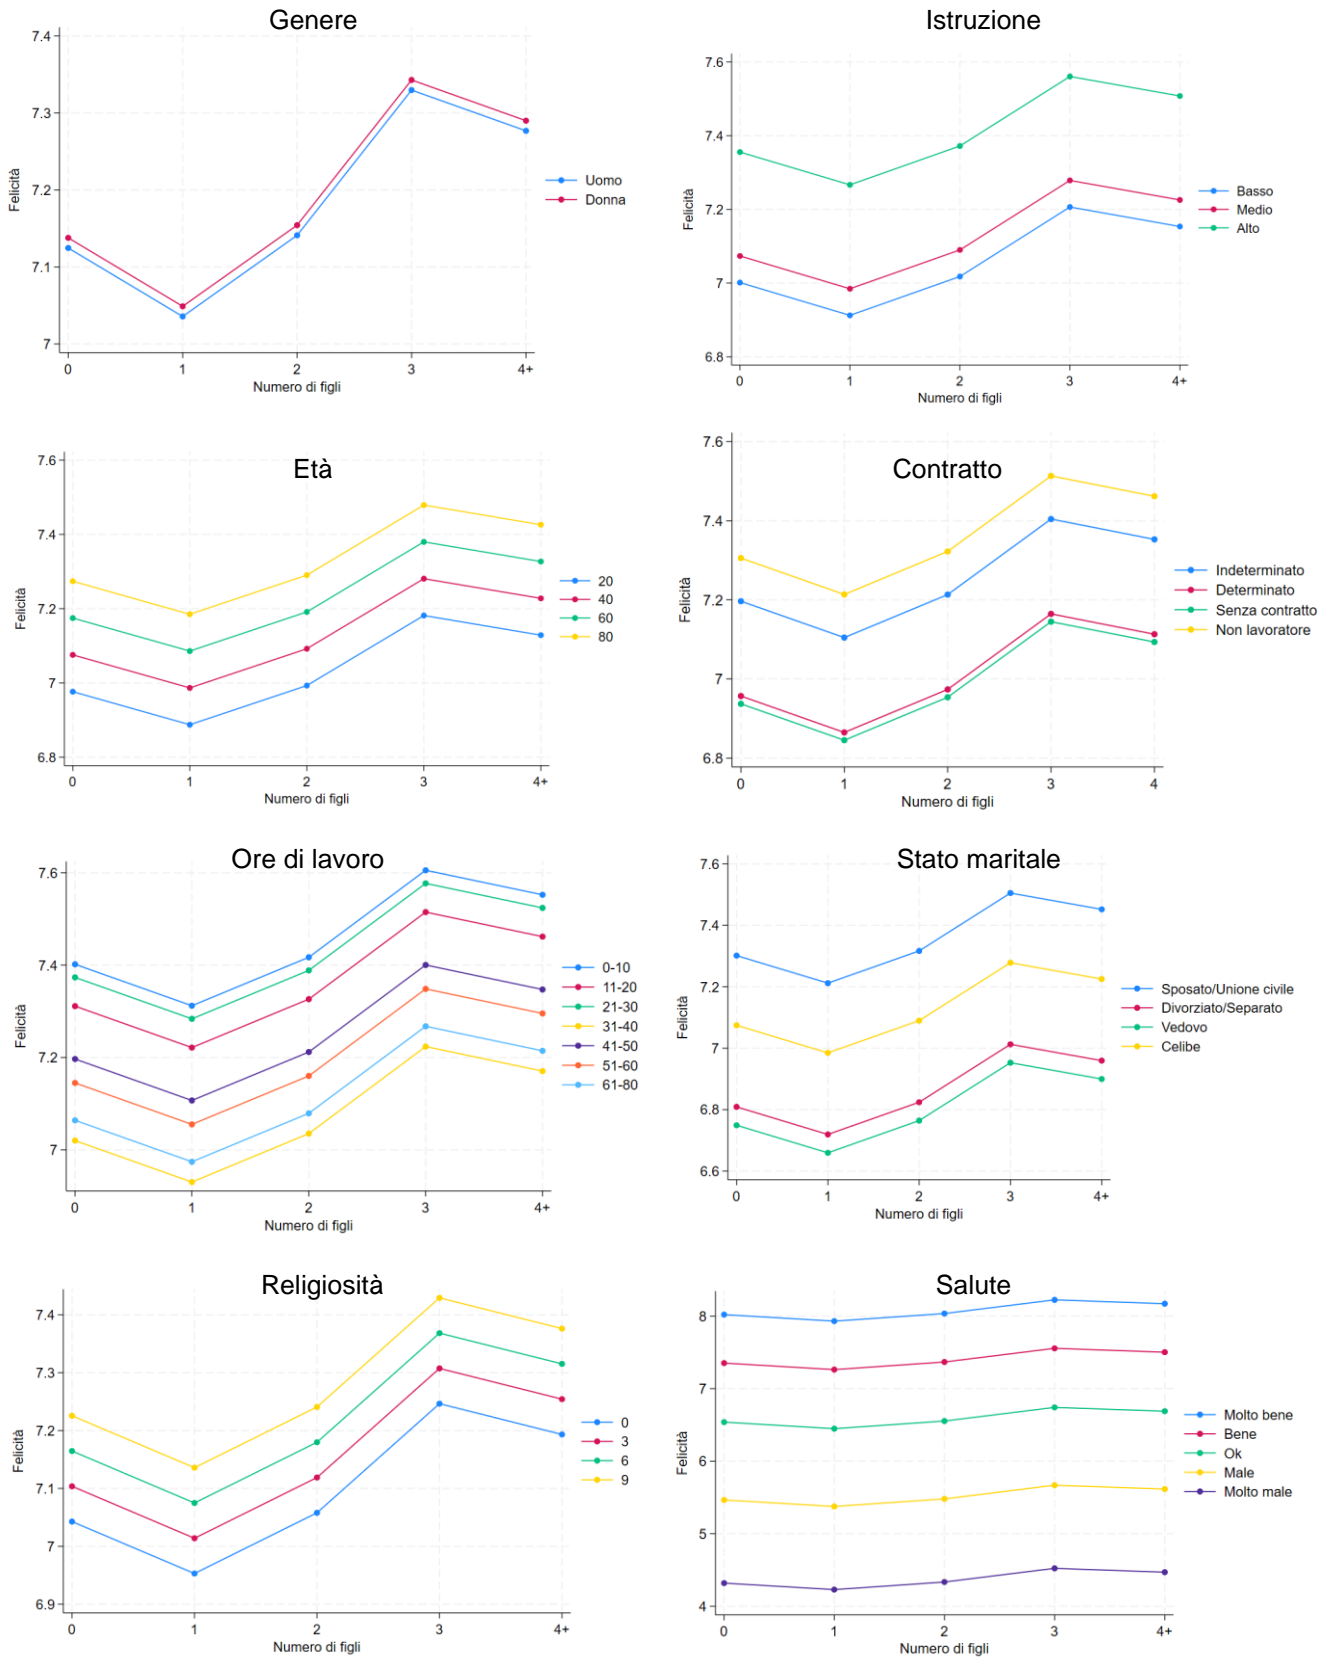 Genere
7.4
7.3
7.2
7.1
7
Felicità
0 1 2 3 4+
Numero di figli
Uomo
Donna
Istruzione
7.6
7.4
7.2
7
6.8
Felicità
0 1 2 3 4+
Numero di figli
Basso
Medio
Alto
Età
7.6
7.4
7.2
7
6.8
Felicità
0 1 2 3 4+
Numero di figli
20
40
60
80
Contratto
7.6
7.4
7.2
7
6.8
Felicità
0 1 2 3 4
Numero di figli
Indeterminato
Determinato
Senza contratto
Non lavoratore
Ore di lavoro
7.6
7.4
7.2
7
Felicità
0 1 2 3 4+
Numero di figli
0-10
11-20
21-30
31-40
41-50
51-60
61-80
Stato maritale
7.6
7.4
7.2
7
6.8
6.6
Felicità
0 1 2 3 4+
Numero di figli
Sposato/Unione civile
Divorziato/Separato
Vedovo
Celibe
Religiosità
7.4
7.3
7.2
7.1
7
6.9
Felicità
0 1 2 3 4+
Numero di figli
0
3
6
9
Salute
8
7
6
5
4
Felicità
0 1 2 3 4+
Numero di figli
Molto bene
Bene
Ok
Male
Molto male